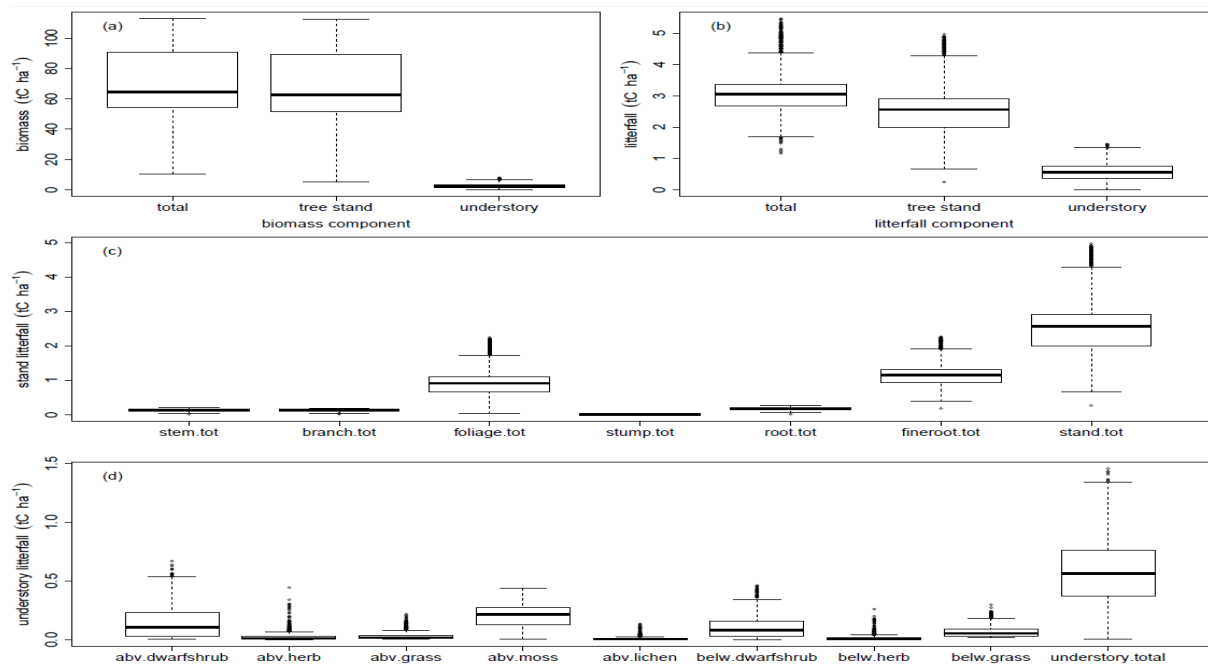 (a)
biomass (tC ha⁻¹)
0 20 40 60 80 100
total tree stand understory
biomass component
(b)
litterfall (tC ha⁻¹)
0 1 2 3 4 5
total tree stand understory
litterfall component
(c)
stand litterfall (tC ha⁻¹)
0 1 2 3 4 5
stem.tot branch.tot foliage.tot stump.tot root.tot fineroot.tot stand.tot
(d)
understory litterfall (tC ha⁻¹)
0.0 0.5 1.0 1.5
abv.dwarfshrub abv.herb abv.grass abv.moss abv.lichen belw.dwarfshrub belw.herb belw.grass understory.total